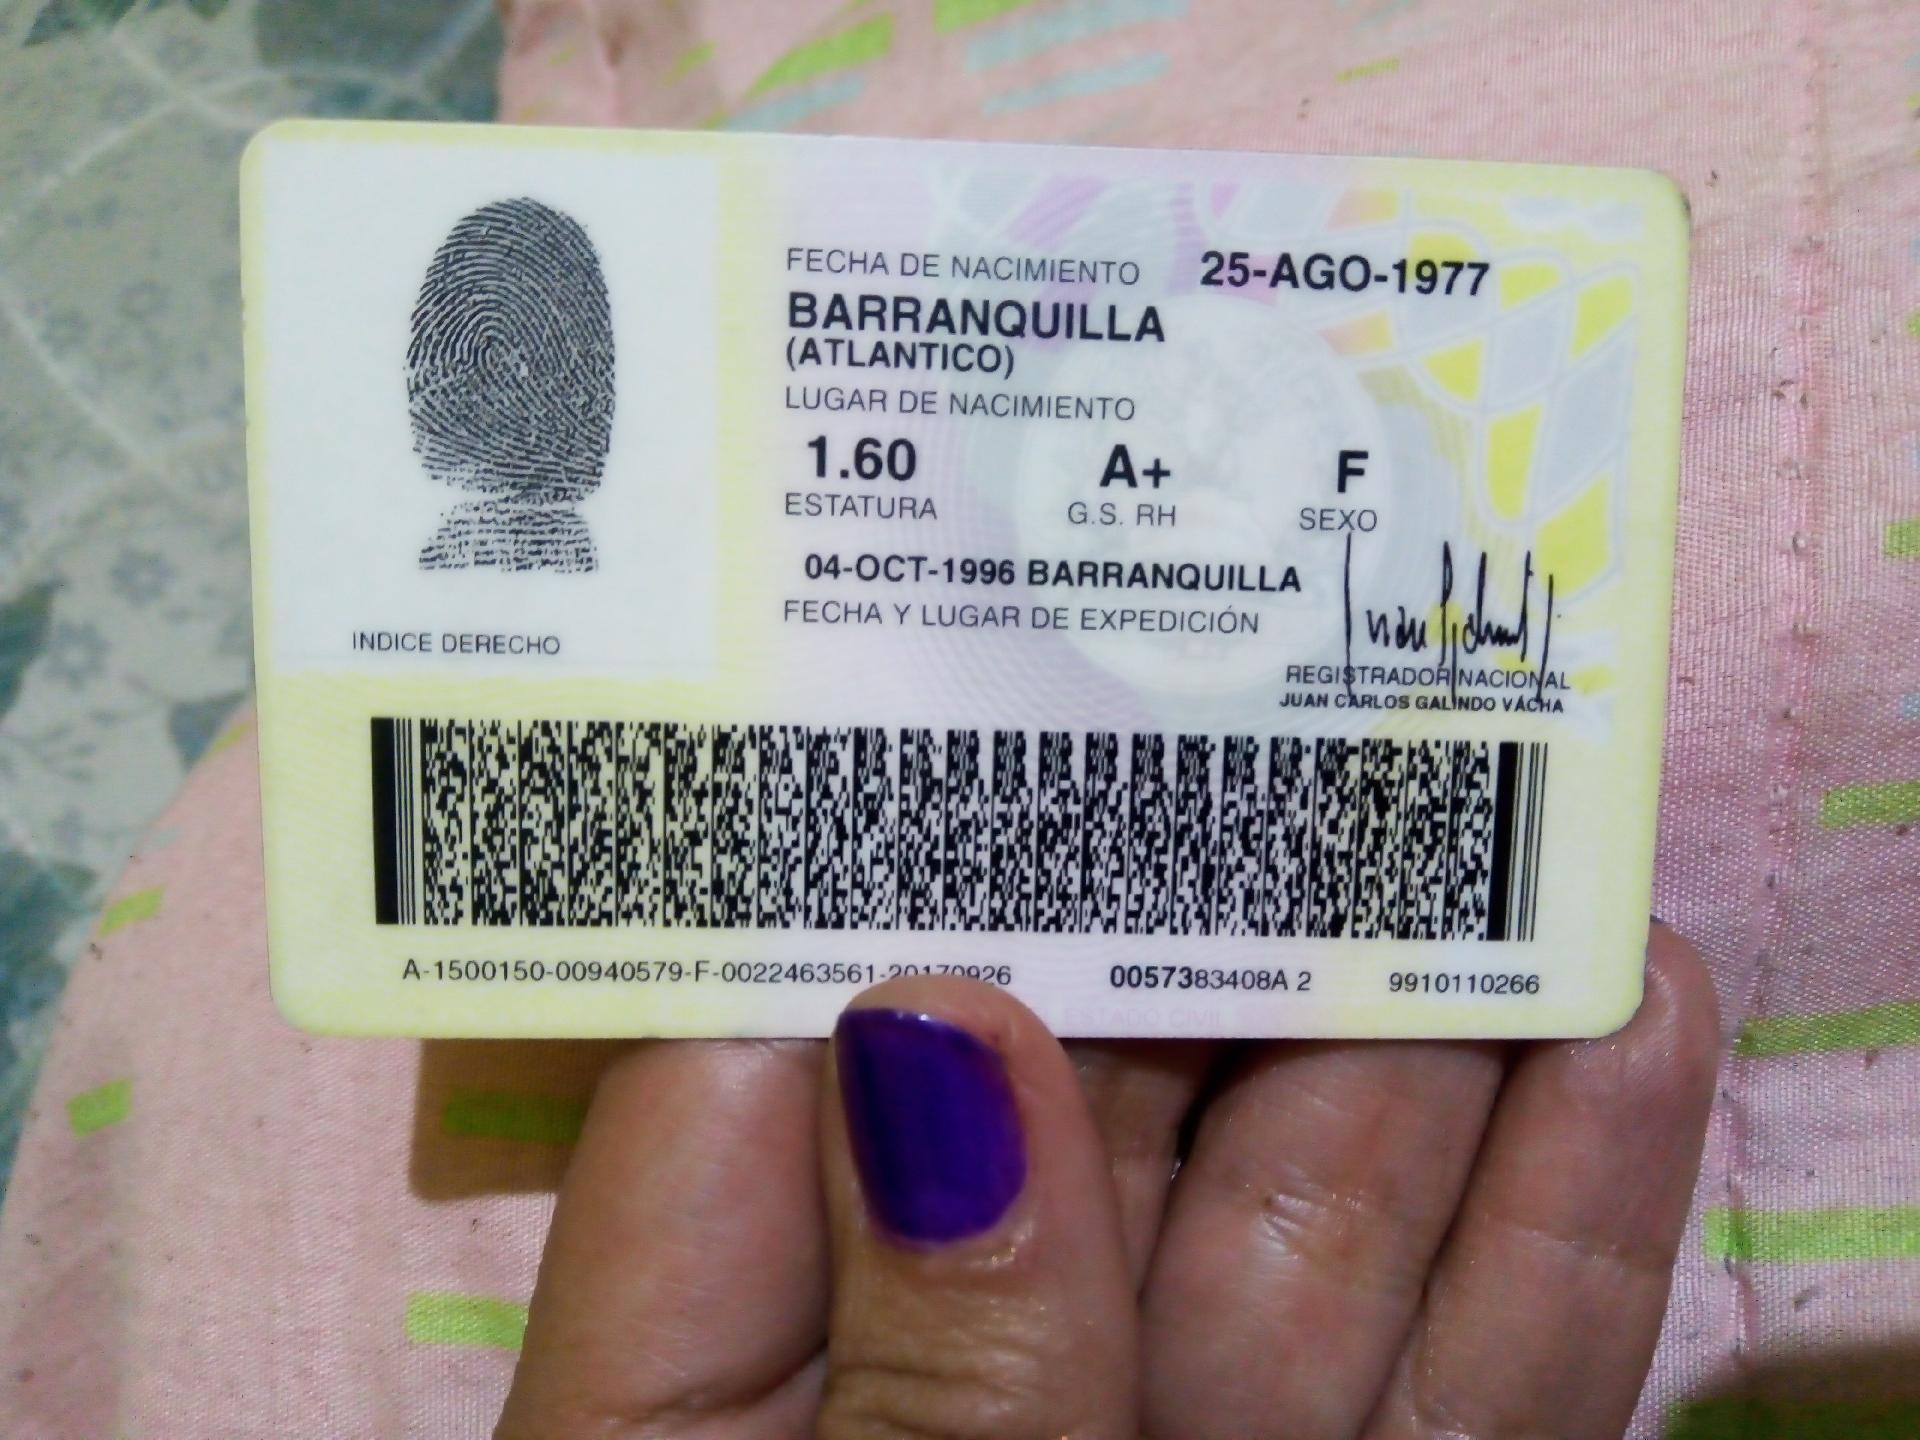 FECHA DE NACIMIENTO 25-AGO-1977
BARRANQUILLA
(ATLANTICO)
LUGAR DE NACIMIENTO
1.60 A+ F
ESTATURA G.S. RH SEXO
04-OCT-1996 BARRANQUILLA
FECHA Y LUGAR DE EXPEDICIÓN
INDICE DERECHO
REGISTRADOR NACIONAL
JUAN CARLOS GALINDO VACHA
A-1500150-00940579-F-0022463561-20170926 0057383408A 2 9910110266
ESTADO CIVIL